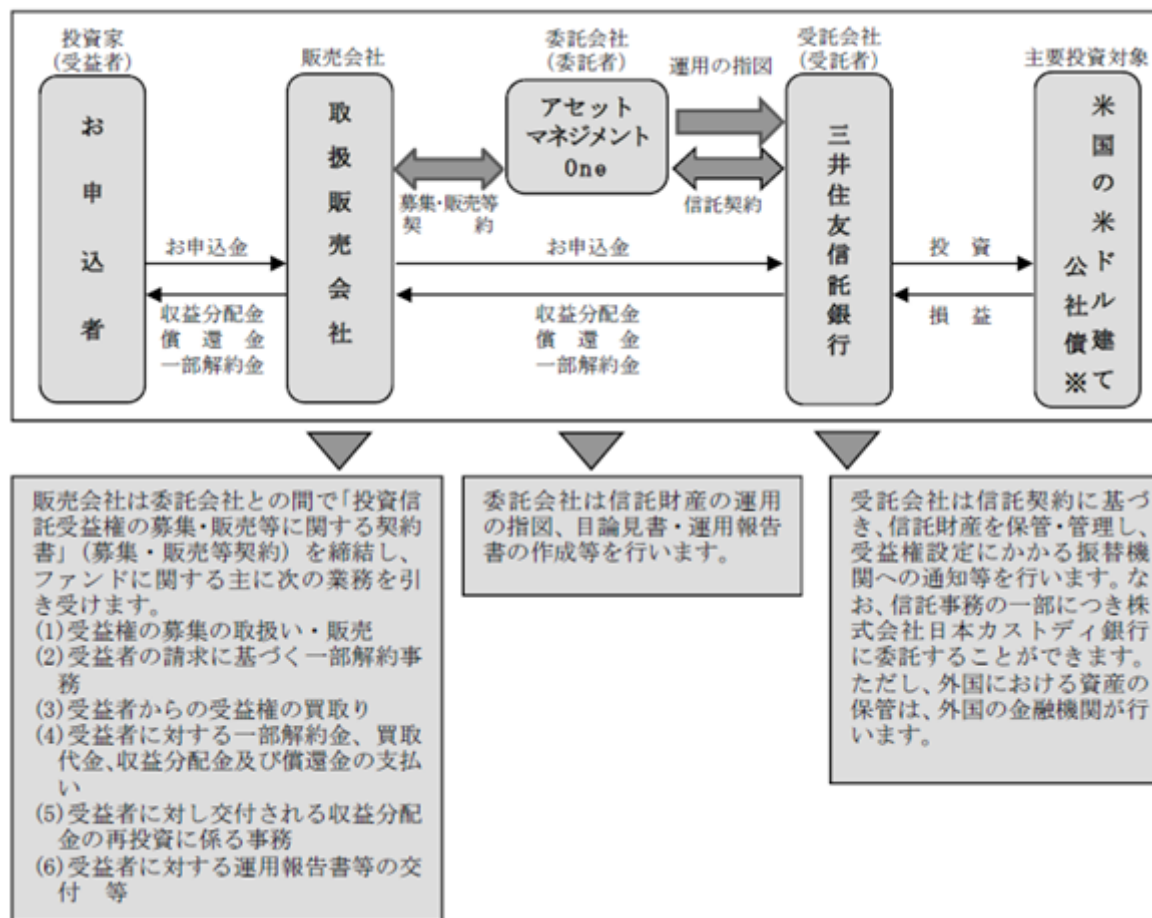 投資家
(受益者)
販売会社
委託会社
(委託者)
運用の指図
受託会社
(受託者)
主要投資対象
お申込者
取扱販売会社
アセット
マネジメント
One
三井住友信託銀行
米国の米ドル建て
公社債※
募集・販売等
契 約
信託契約
お申込金
お申込金
投 資
収益分配金
償 還 金
一部解約金
収益分配金
償 還 金
一部解約金
損 益
販売会社は委託会社との間で「投資信
託受益権の募集・販売等に関する契約
書」(募集・販売等契約)を締結し、
ファンドに関する主に次の業務を引
き受けます。
(1)受益権の募集の取扱い・販売
(2)受益者の請求に基づく一部解約事
務
(3)受益者からの受益権の買取り
(4)受益者に対する一部解約金、買取
代金、収益分配金及び償還金の支払
い
(5)受益者に対し交付される収益分配
金の再投資に係る事務
(6)受益者に対する運用報告書等の交
付 等
委託会社は信託財産の運用
の指図、目論見書・運用報告
書の作成等を行います。
受託会社は信託契約に基づ
き、信託財産を保管・管理し、
受益権設定にかかる振替機
関への通知等を行います。な
お、信託事務の一部につき株
式会社日本カストディ銀行
に委託することができます。
ただし、外国における資産の
保管は、外国の金融機関が行
います。